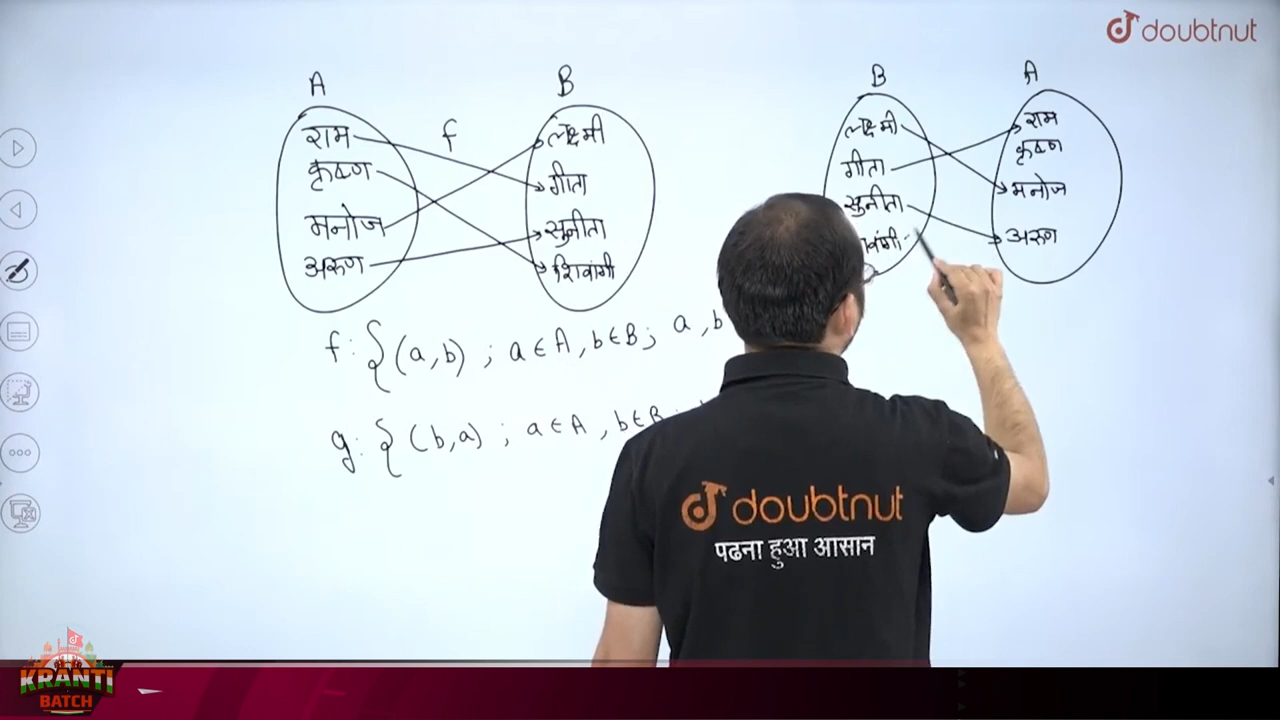 doubtnut
A B
राम
कृष्ण
मनोज
अरुण
f
लक्ष्मी
गीता
सुनीता
शिवांगी
B A
लक्ष्मी
गीता
सुनीता
वांगी
राम
कृष्ण
मनोज
अरुण
f: {(a,b) ; a∈A, b∈B; a, b
g: {(b,a) ; a∈A, b∈B;
doubtnut
पढना हुआ आसान
KRANTI
BATCH